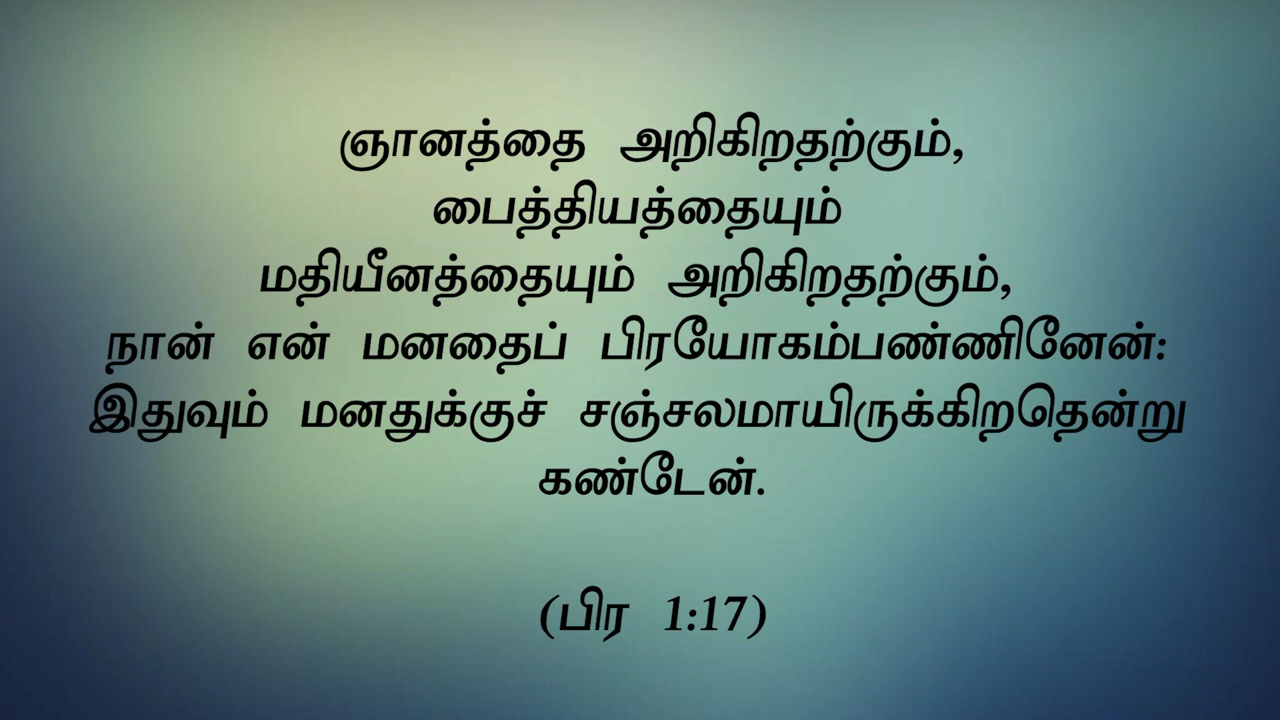 ஞானத்தை அறிகிறதற்கும்,
பைத்தியத்தையும்
மதியீனத்தையும் அறிகிறதற்கும்,
நான் என் மனதைப் பிரயோகம்பண்ணினேன்:
இதுவும் மனதுக்குச் சஞ்சலமாயிருக்கிறதென்று
கண்டேன்.
(பிர 1:17)